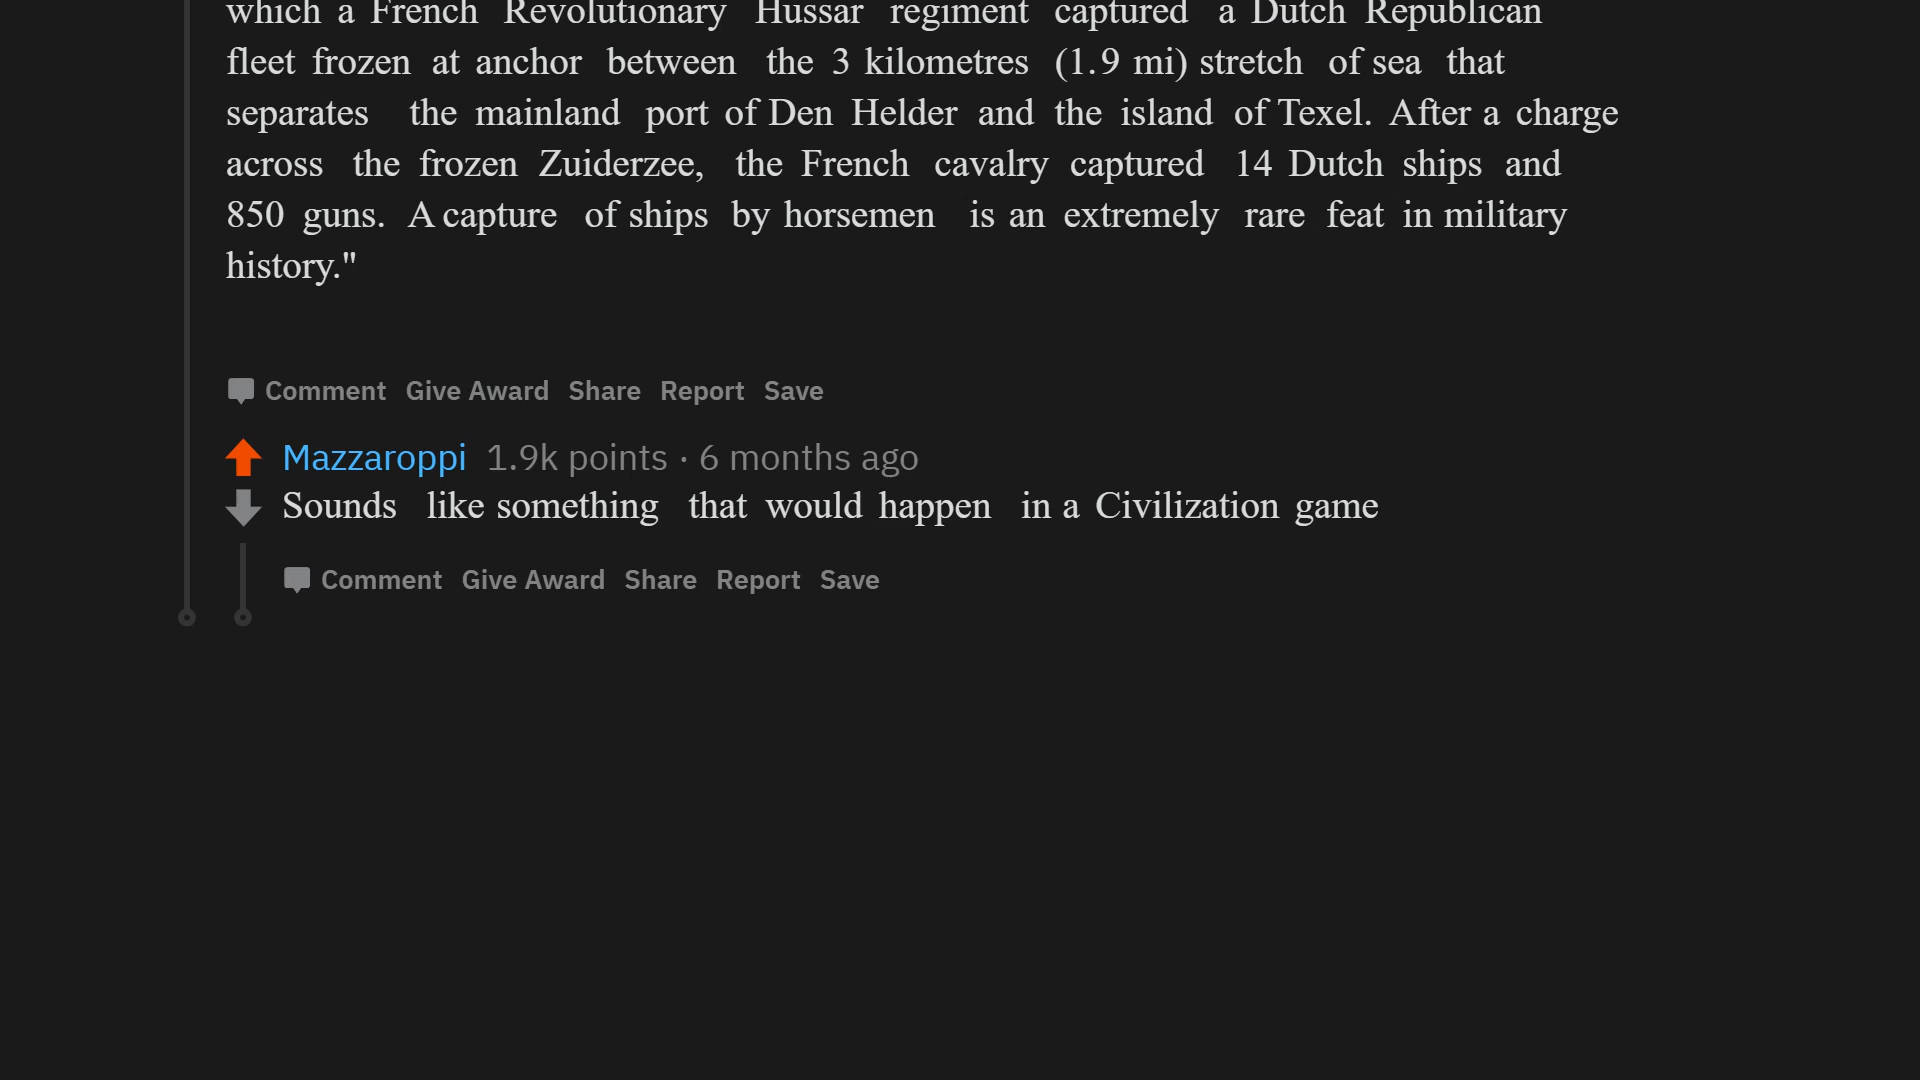 which a French Revolutionary Hussar regiment captured a Dutch Republican
fleet frozen at anchor between the 3 kilometres (1.9 mi) stretch of sea that
separates the mainland port of Den Helder and the island of Texel. After a charge
across the frozen Zuiderzee, the French cavalry captured 14 Dutch ships and
850 guns. A capture of ships by horsemen is an extremely rare feat in military
history."
Comment Give Award Share Report Save
Mazzaroppi 1.9k points · 6 months ago
Sounds like something that would happen in a Civilization game
Comment Give Award Share Report Save